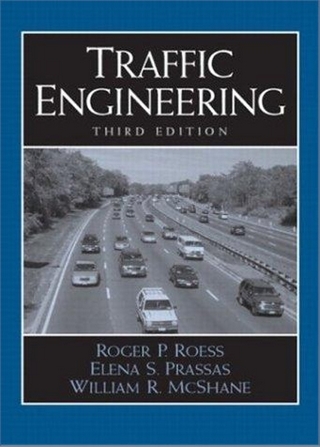 TRAFFIC
ENGINEERING
THIRD EDITION
ROGER P. ROESS
ELENA S. PRASSAS
WILLIAM R. MCSHANE